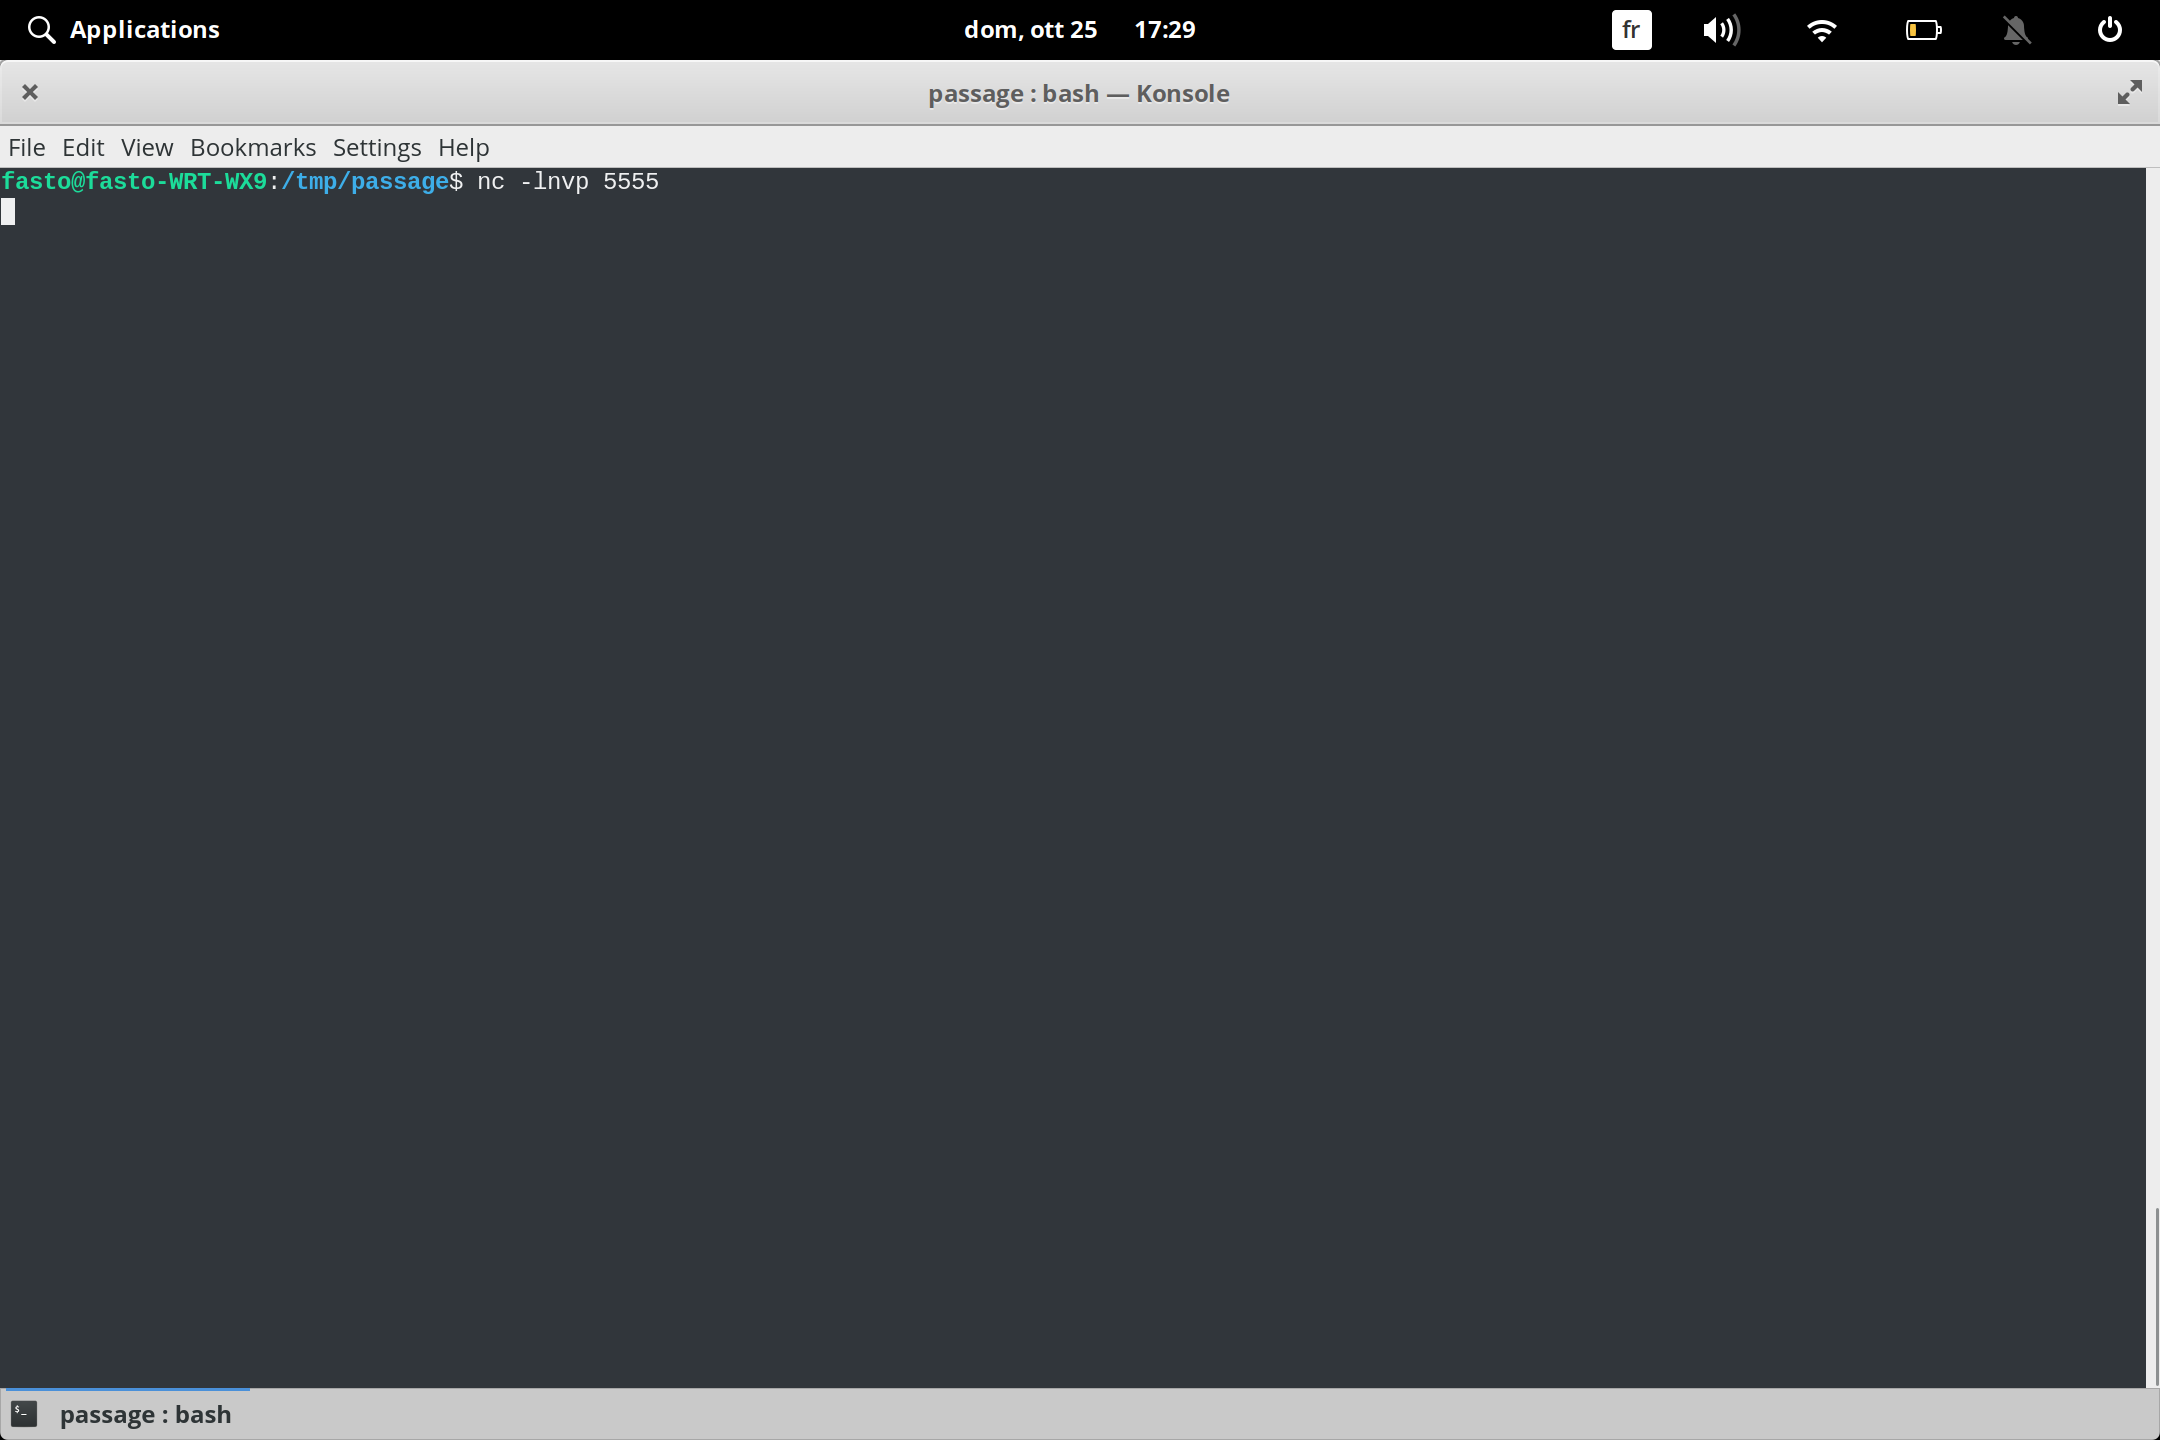 Applications
dom, ott 25 17:29
fr
passage : bash — Konsole
File Edit View Bookmarks Settings Help
fasto@fasto-WRT-WX9:/tmp/passage$ nc -lnvp 5555
passage : bash